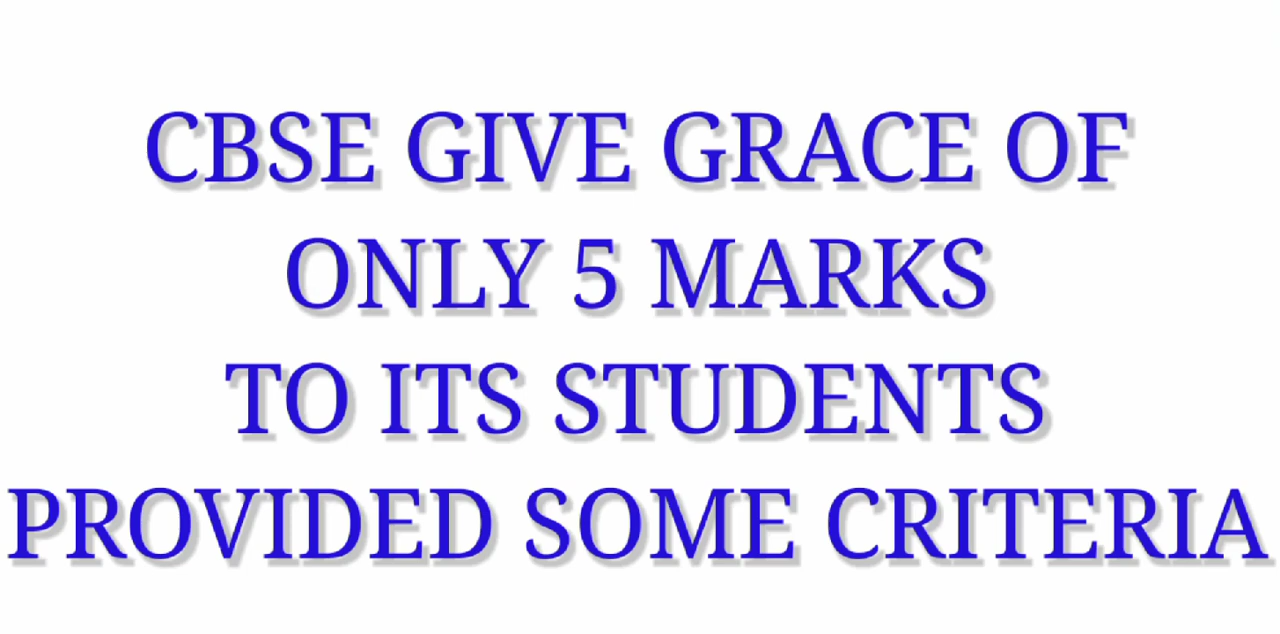 CBSE GIVE GRACE OF
ONLY 5 MARKS
TO ITS STUDENTS
PROVIDED SOME CRITERIA